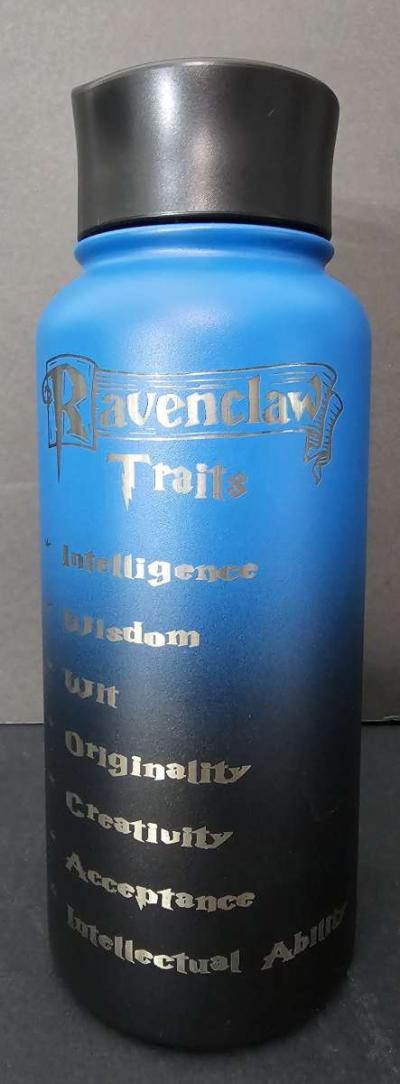 Ravenclaw
Traits
Intelligence
Wisdom
Wit
Originality
Creativity
Acceptance
Intellectual Ability